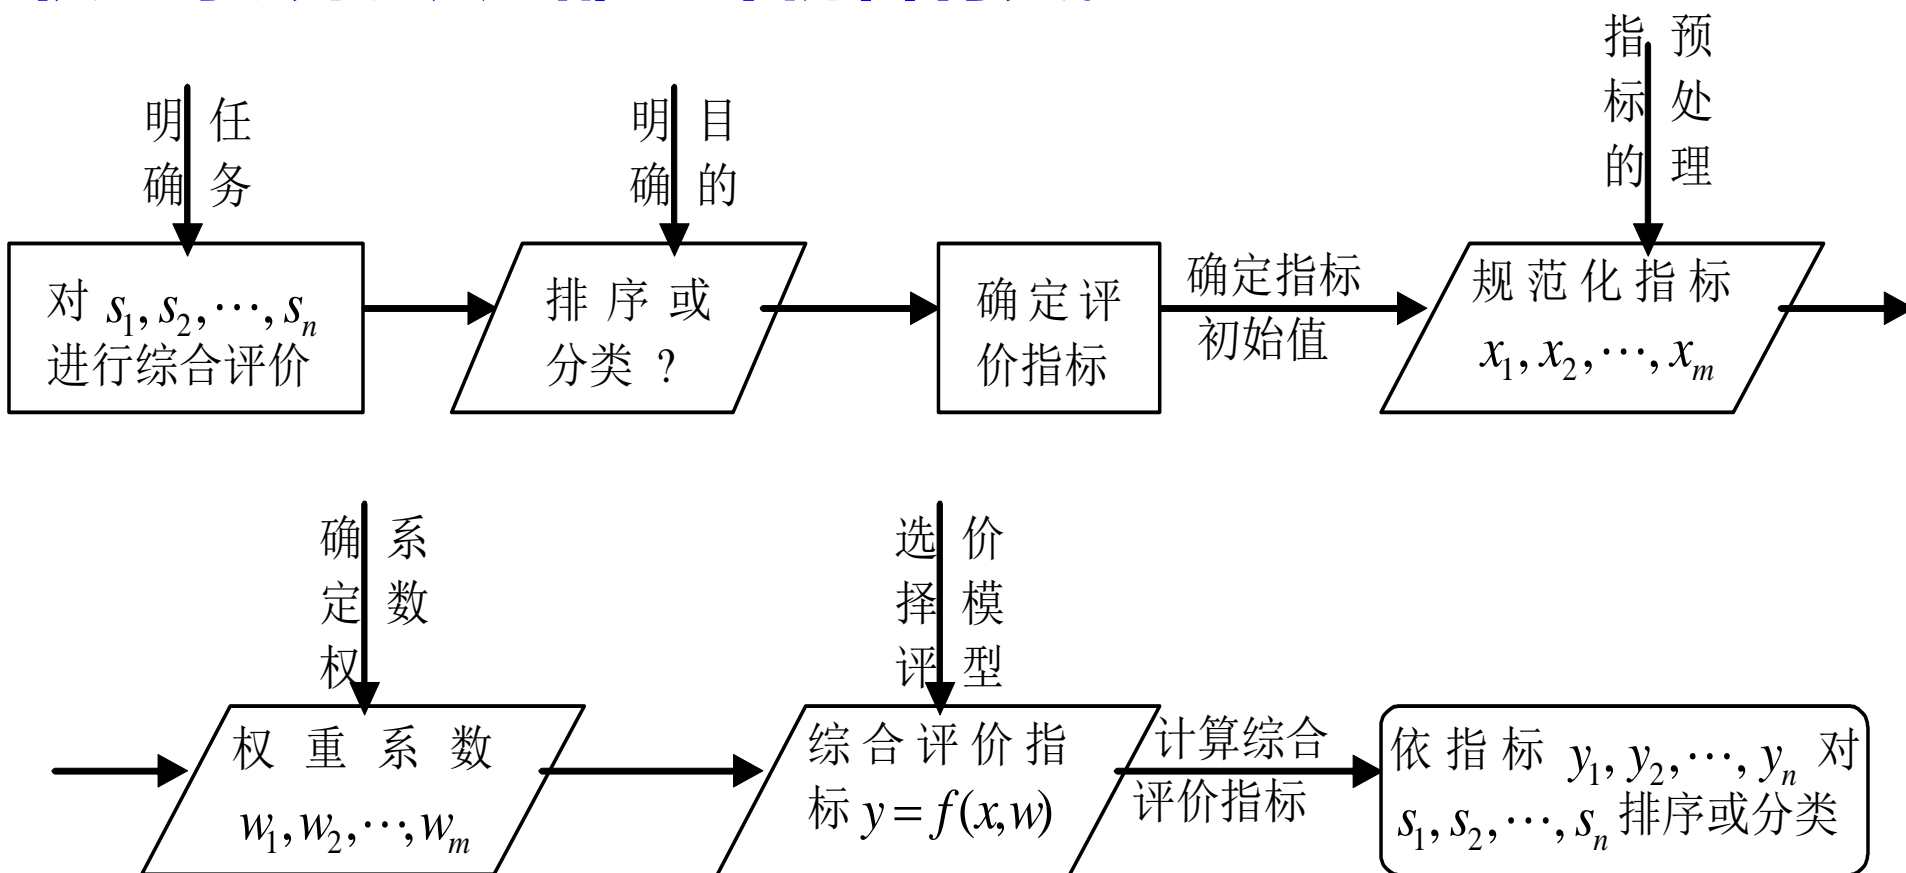 明确任务
明确目的
指标的预处理
对 s₁, s₂, ⋯, sₙ
进行综合评价
排序或
分类？
确定评
价指标
确定指标
初始值
规范化指标
x₁, x₂, ⋯, xₘ
确定权系数
选择评价模型
权重系数
w₁, w₂, ⋯, wₘ
综合评价指
标 y = f(x, w)
计算综合
评价指标
依指标 y₁, y₂, ⋯, yₙ 对
s₁, s₂, ⋯, sₙ 排序或分类